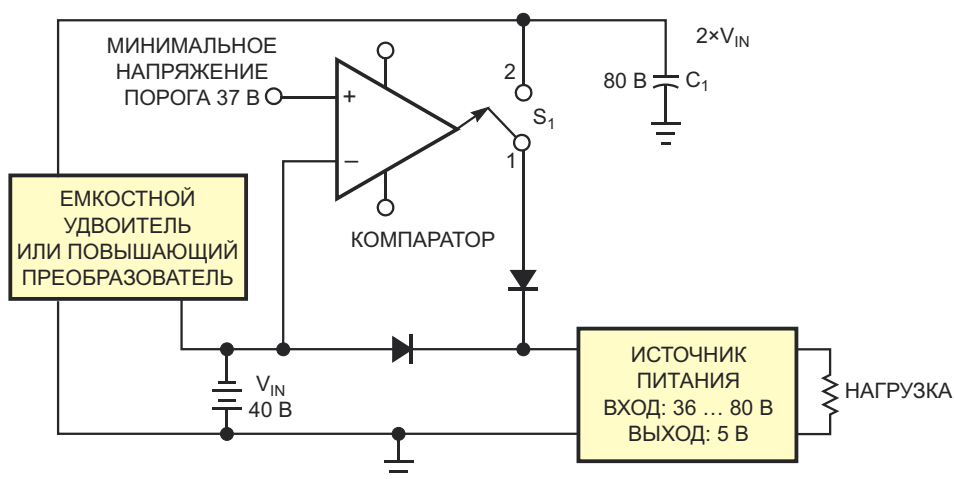 МИНИМАЛЬНОЕ
НАПРЯЖЕНИЕ
ПОРОГА 37 В
+
–
КОМПАРАТОР
2
S1
1
2×VIN
80 В
C1
ЕМКОСТНОЙ
УДВОИТЕЛЬ
ИЛИ ПОВЫШАЮЩИЙ
ПРЕОБРАЗОВАТЕЛЬ
VIN
40 В
ИСТОЧНИК
ПИТАНИЯ
ВХОД: 36 ... 80 В
ВЫХОД: 5 В
НАГРУЗКА